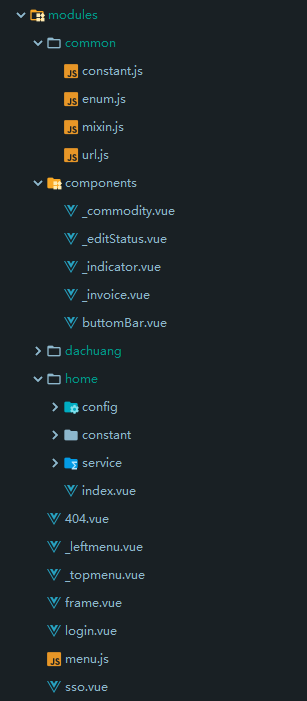 modules
common
constant.js
enum.js
mixin.js
url.js
components
_commodity.vue
_editStatus.vue
_indicator.vue
_invoice.vue
buttomBar.vue
dachuang
home
config
constant
service
index.vue
404.vue
_leftmenu.vue
_topmenu.vue
frame.vue
login.vue
menu.js
sso.vue